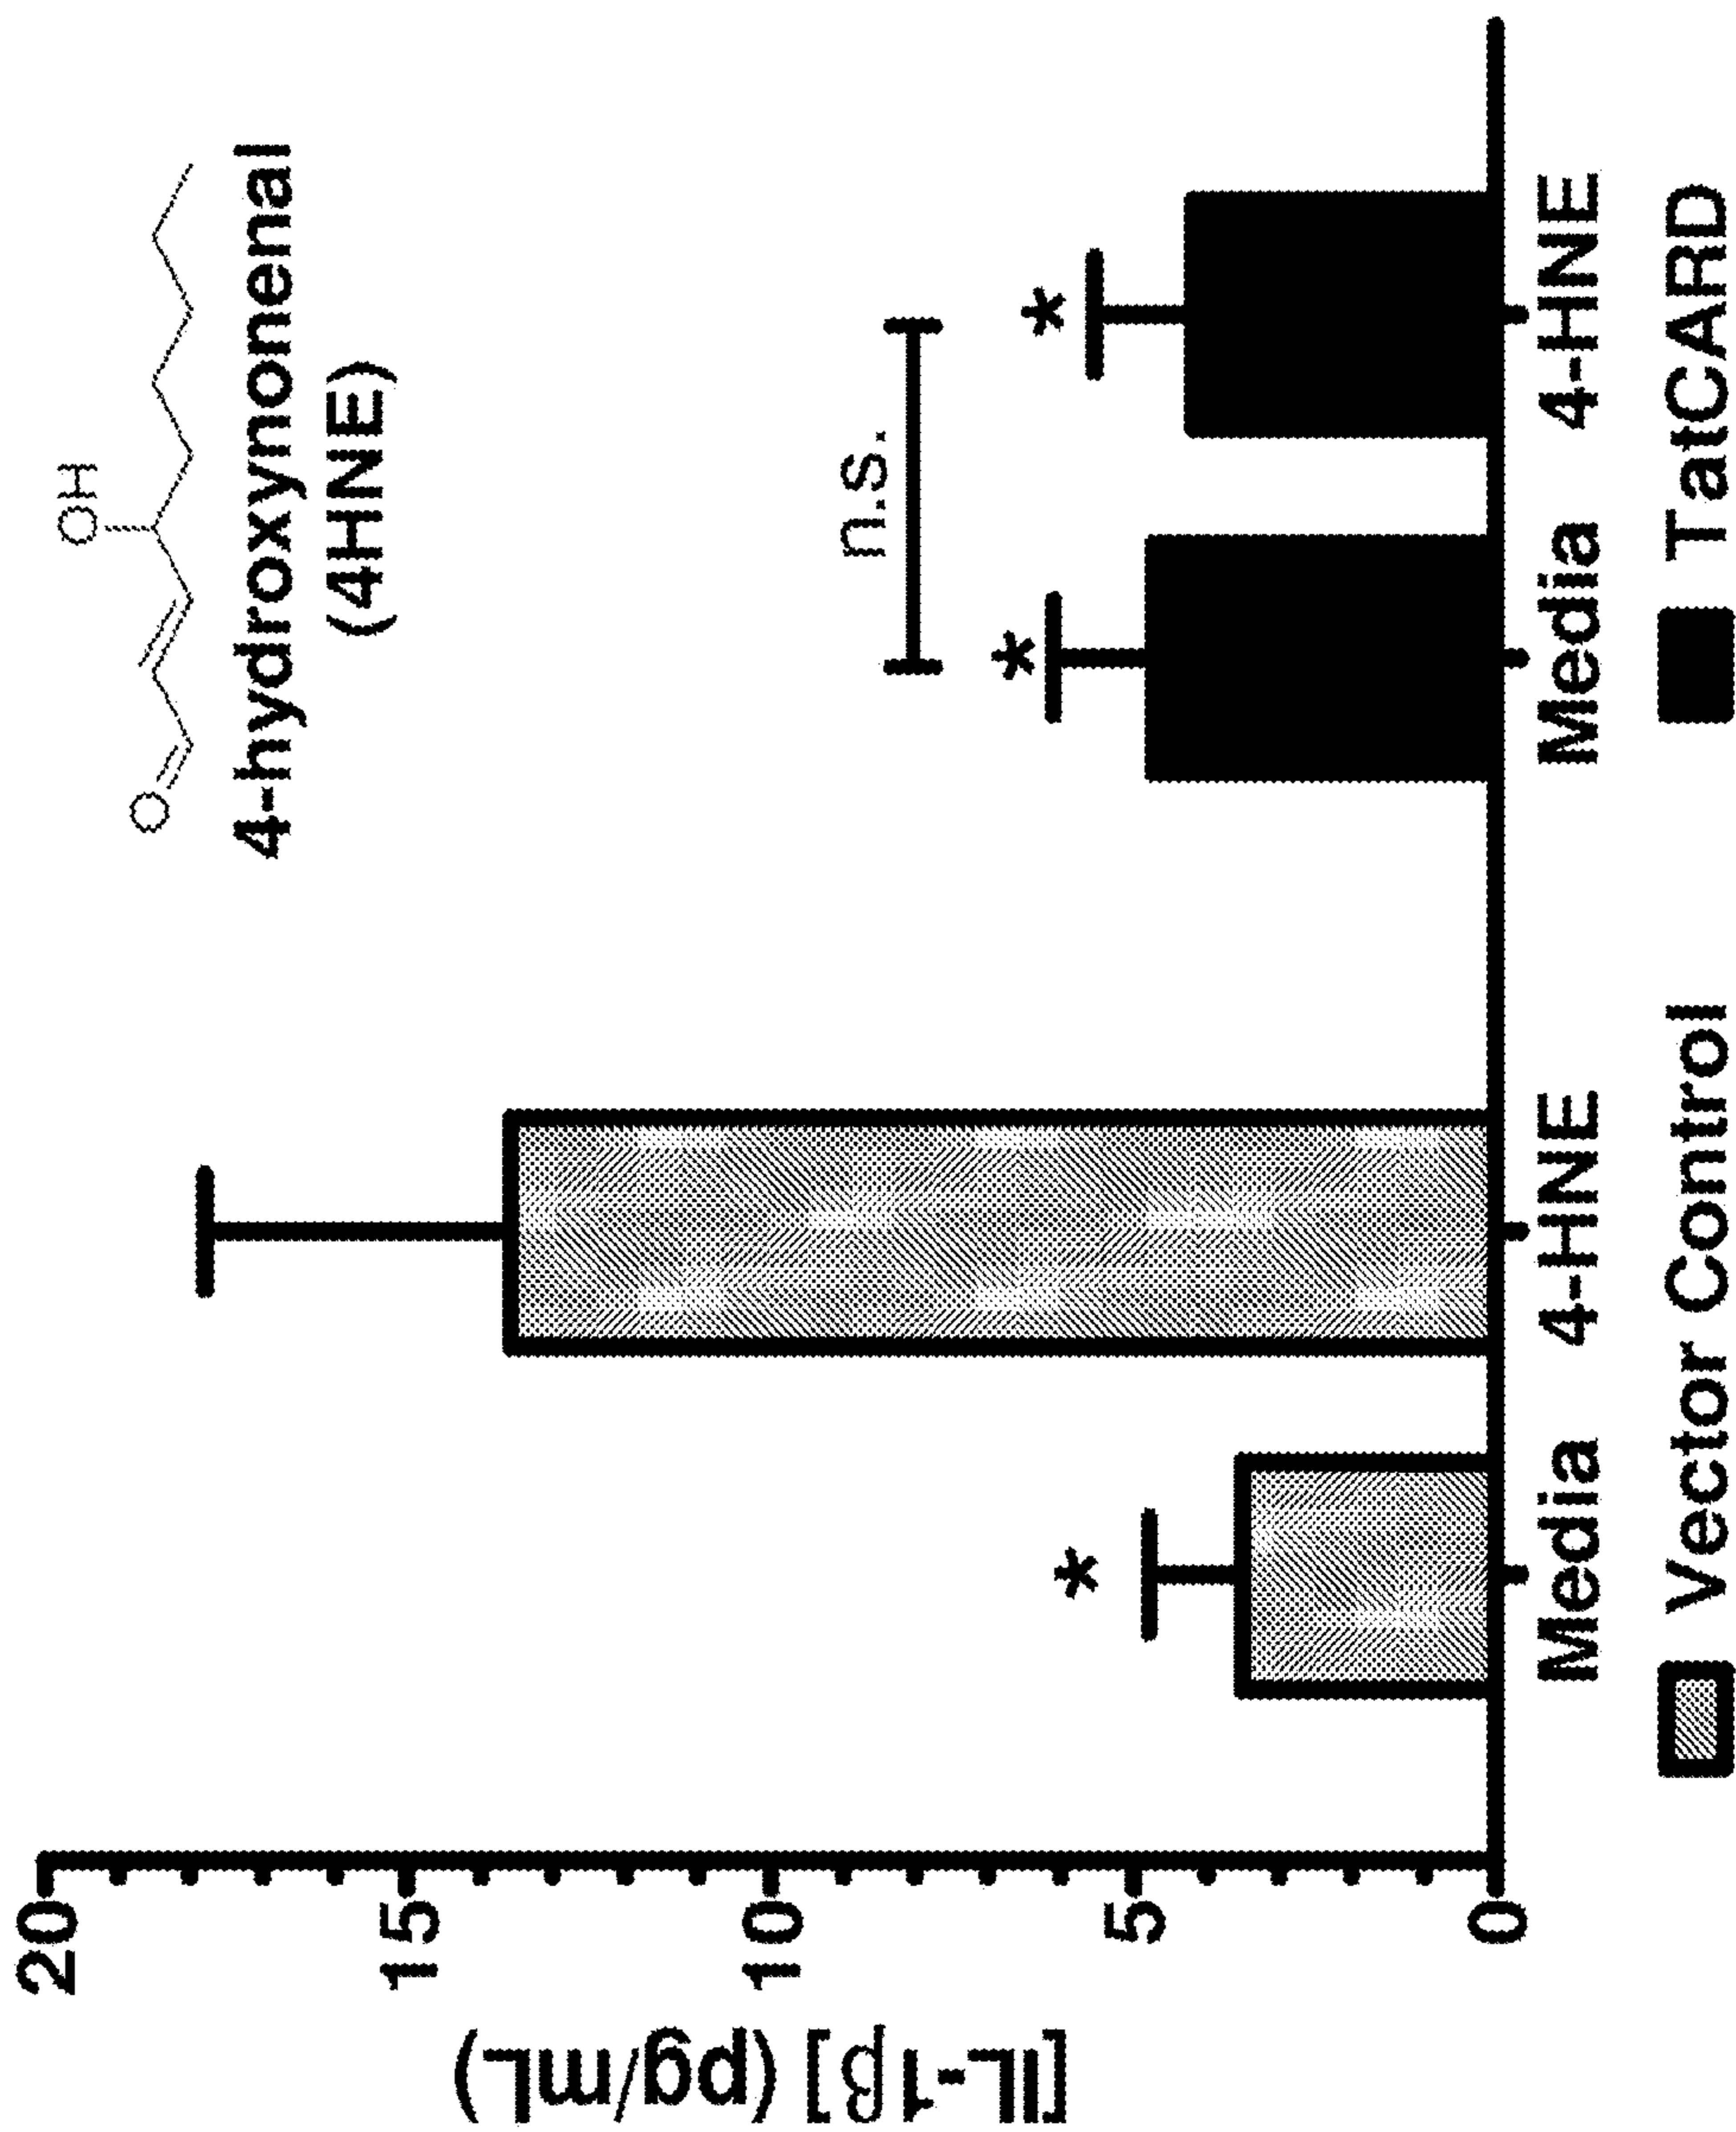 [IL-1β] (pg/mL)
20
15
10
5
0
O
OH
4-hydroxynonenal
(4HNE)
*
n.s.
*
*
Media 4-HNE Media 4-HNE
Vector Control TatCARD